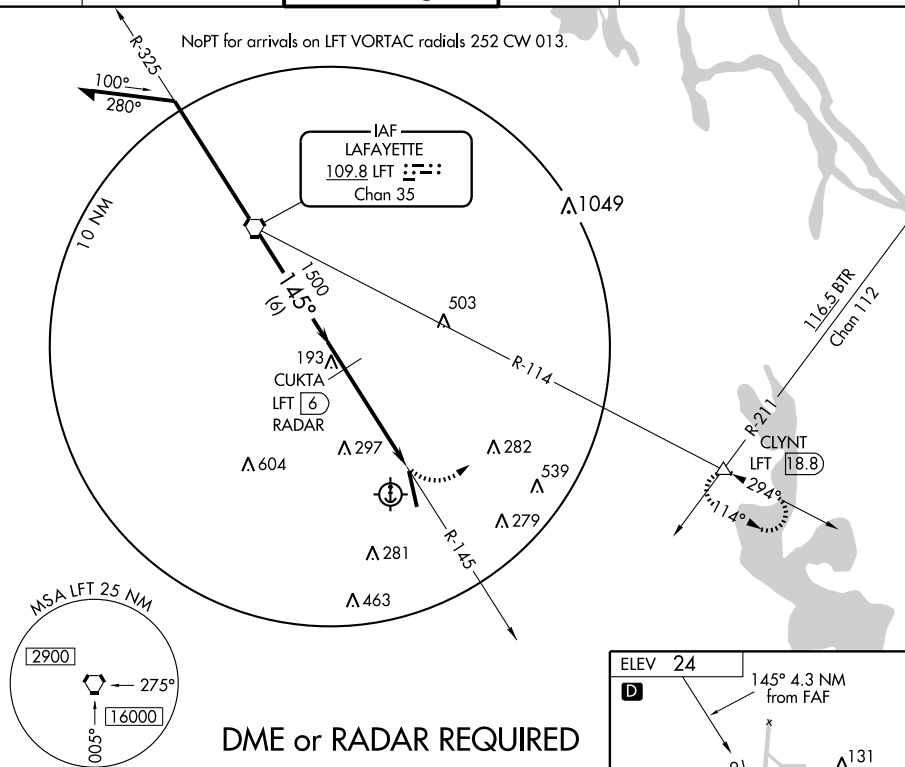 NoPT for arrivals on LFT VORTAC radials 252 CW 013.
R-325
100°
280°
IAF
LAFAYETTE
109.8 LFT
Chan 35
1049
10 NM
1500
145°
(6)
503
116.5 BTR
Chan 112
193
CUKTA
LFT 6
RADAR
R-114
R-211
CLYNT
LFT 18.8
294°
114°
604
297
282
539
279
R-145
281
463
MSA LFT 25 NM
2900
275°
16000
005°
DME or RADAR REQUIRED
ELEV 24
D
145° 4.3 NM
from FAF
x
131